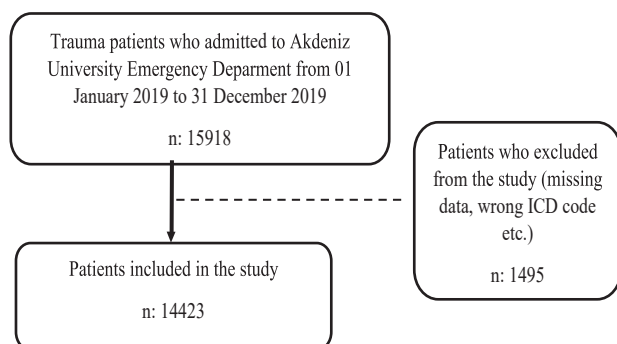 Trauma patients who admitted to Akdeniz
University Emergency Deparment from 01
January 2019 to 31 December 2019
n: 15918
Patients who excluded
from the study (missing
data, wrong ICD code
etc.)
n: 1495
Patients included in the study
n: 14423